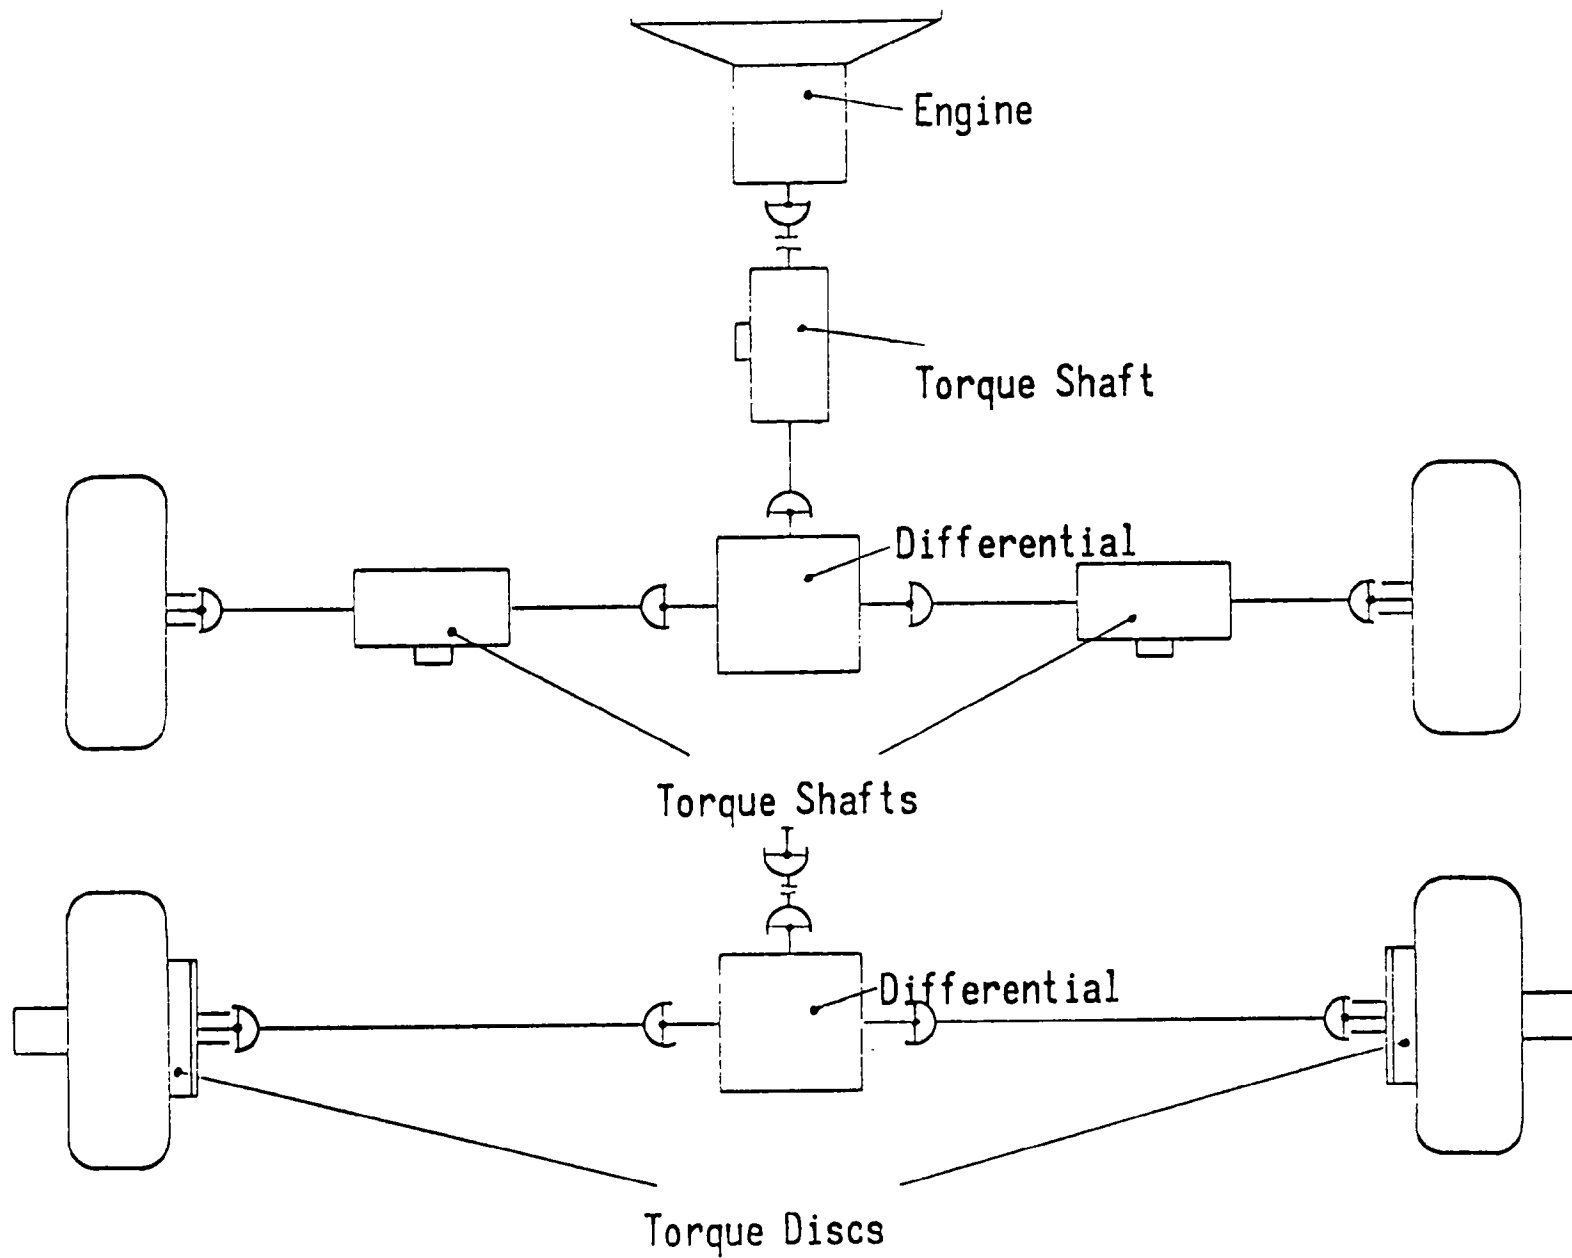 Engine
Torque Shaft
Differential
Torque Shafts
Differential
Torque Discs